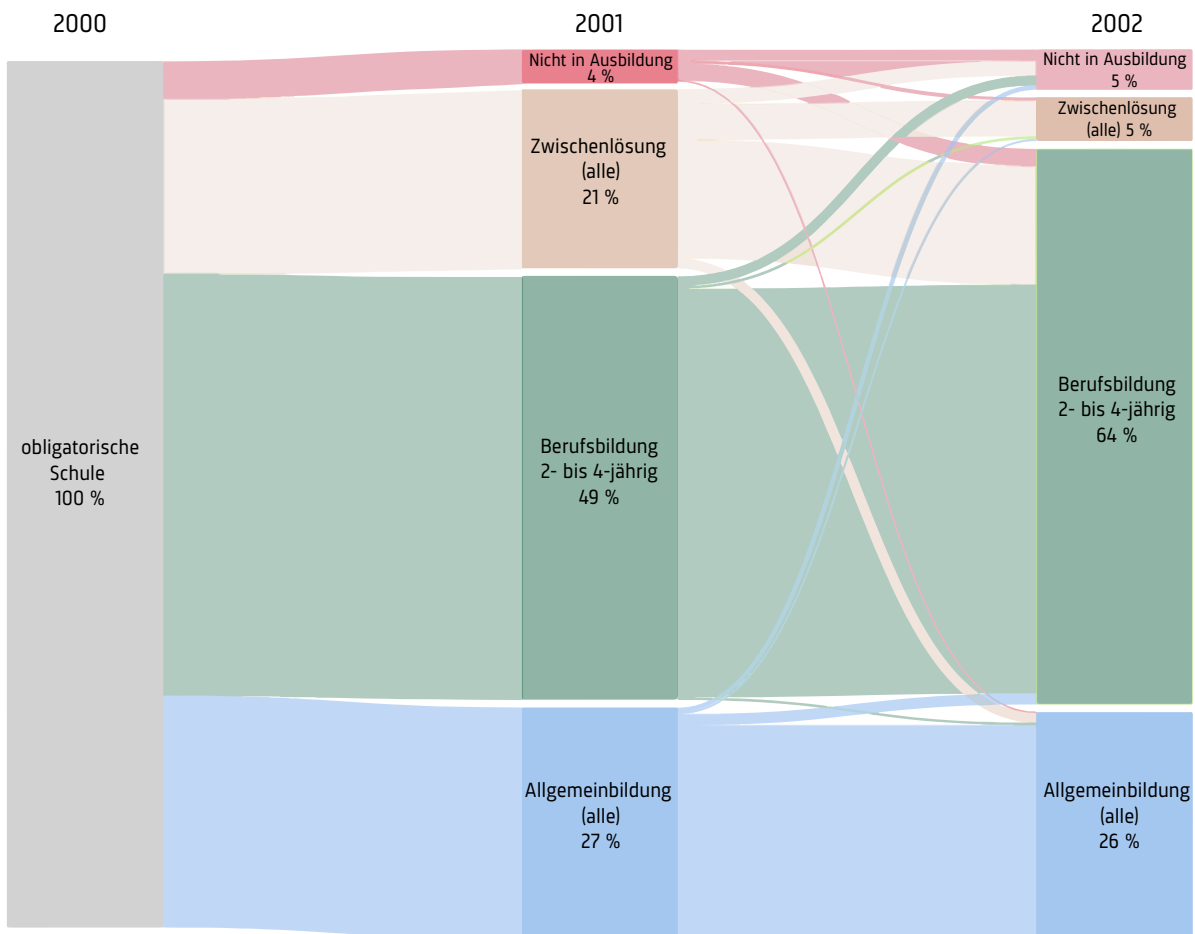 2000
2001
2002
obligatorische
Schule
100 %
Nicht in Ausbildung
4 %
Zwischenlösung
(alle)
21 %
Berufsbildung
2- bis 4-jährig
49 %
Allgemeinbildung
(alle)
27 %
Nicht in Ausbildung
5 %
Zwischenlösung
(alle) 5 %
Berufsbildung
2- bis 4-jährig
64 %
Allgemeinbildung
(alle)
26 %